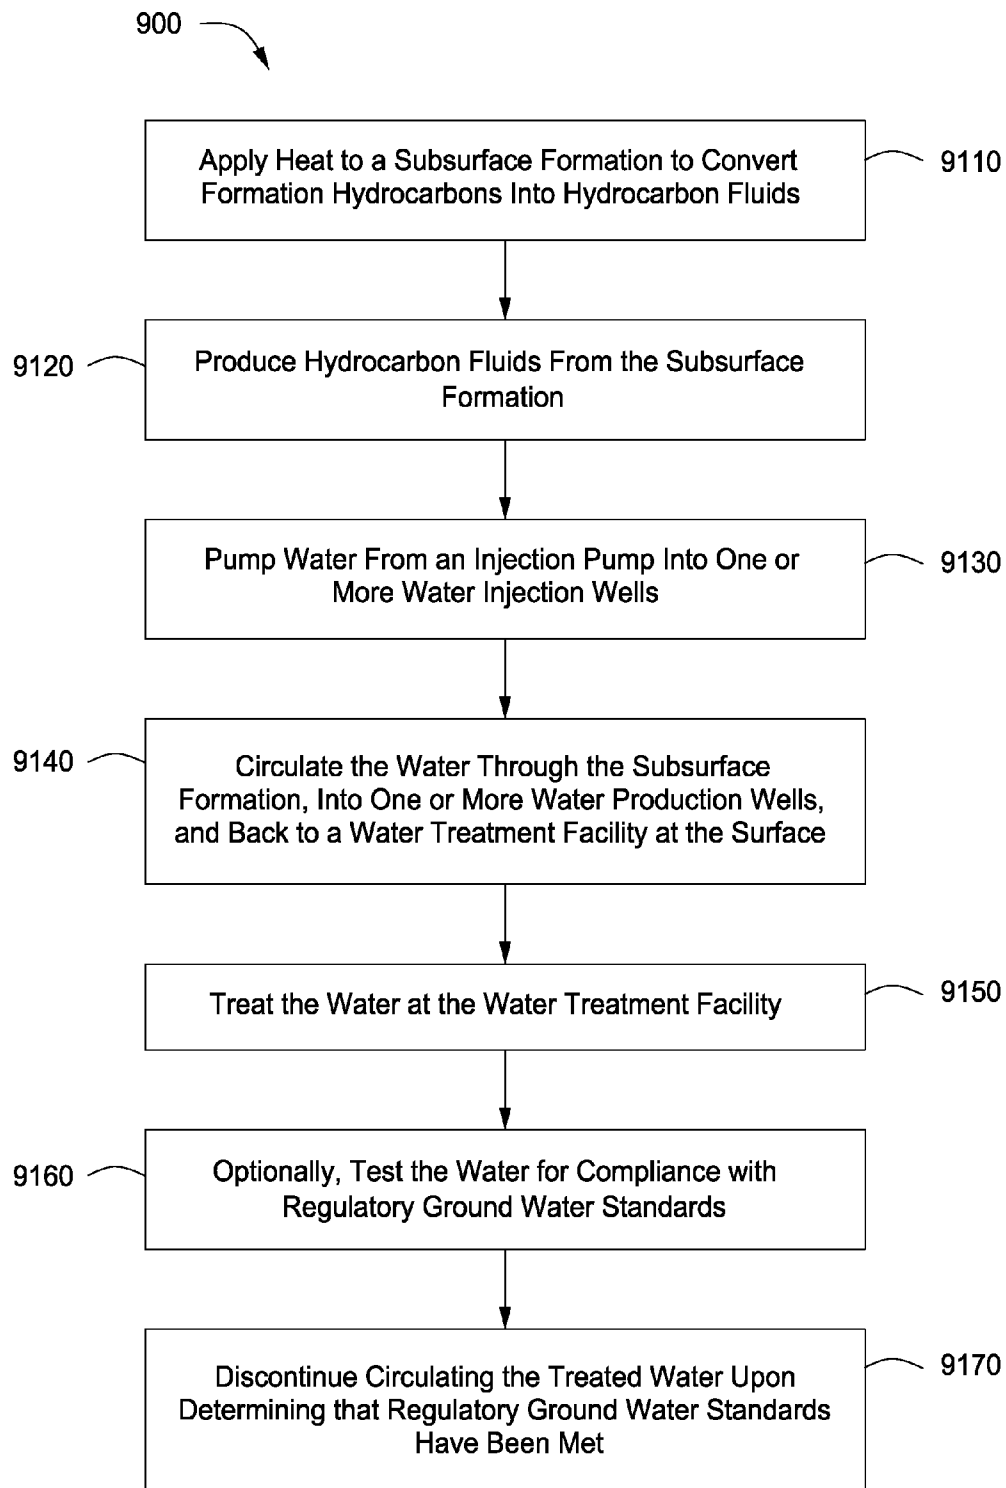 900
Apply Heat to a Subsurface Formation to Convert
Formation Hydrocarbons Into Hydrocarbon Fluids
9110
9120
Produce Hydrocarbon Fluids From the Subsurface
Formation
Pump Water From an Injection Pump Into One or
More Water Injection Wells
9130
9140
Circulate the Water Through the Subsurface
Formation, Into One or More Water Production Wells,
and Back to a Water Treatment Facility at the Surface
Treat the Water at the Water Treatment Facility
9150
9160
Optionally, Test the Water for Compliance with
Regulatory Ground Water Standards
Discontinue Circulating the Treated Water Upon
Determining that Regulatory Ground Water Standards
Have Been Met
9170